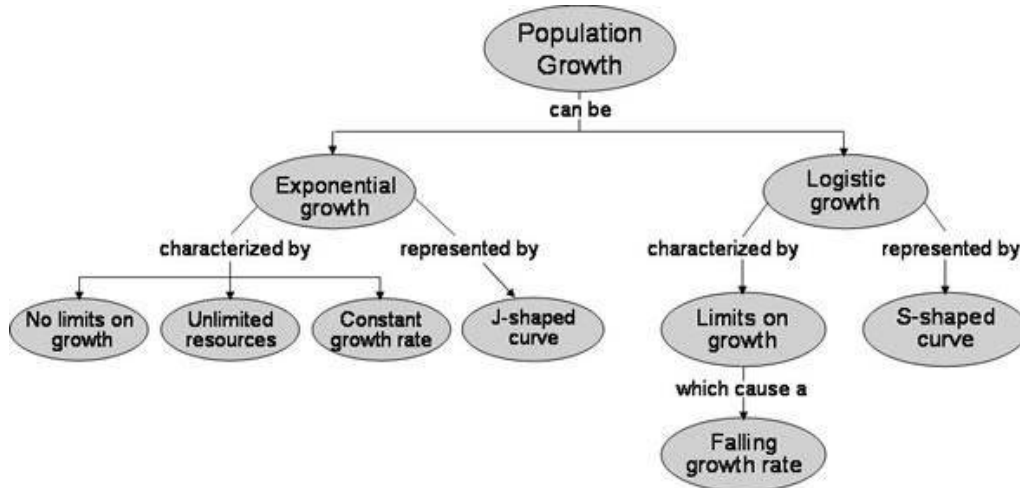 Population
Growth
can be
Exponential
growth
Logistic
growth
characterized by
represented by
characterized by
represented by
No limits on
growth
Unlimited
resources
Constant
growth rate
J-shaped
curve
Limits on
growth
S-shaped
curve
which cause a
Falling
growth rate